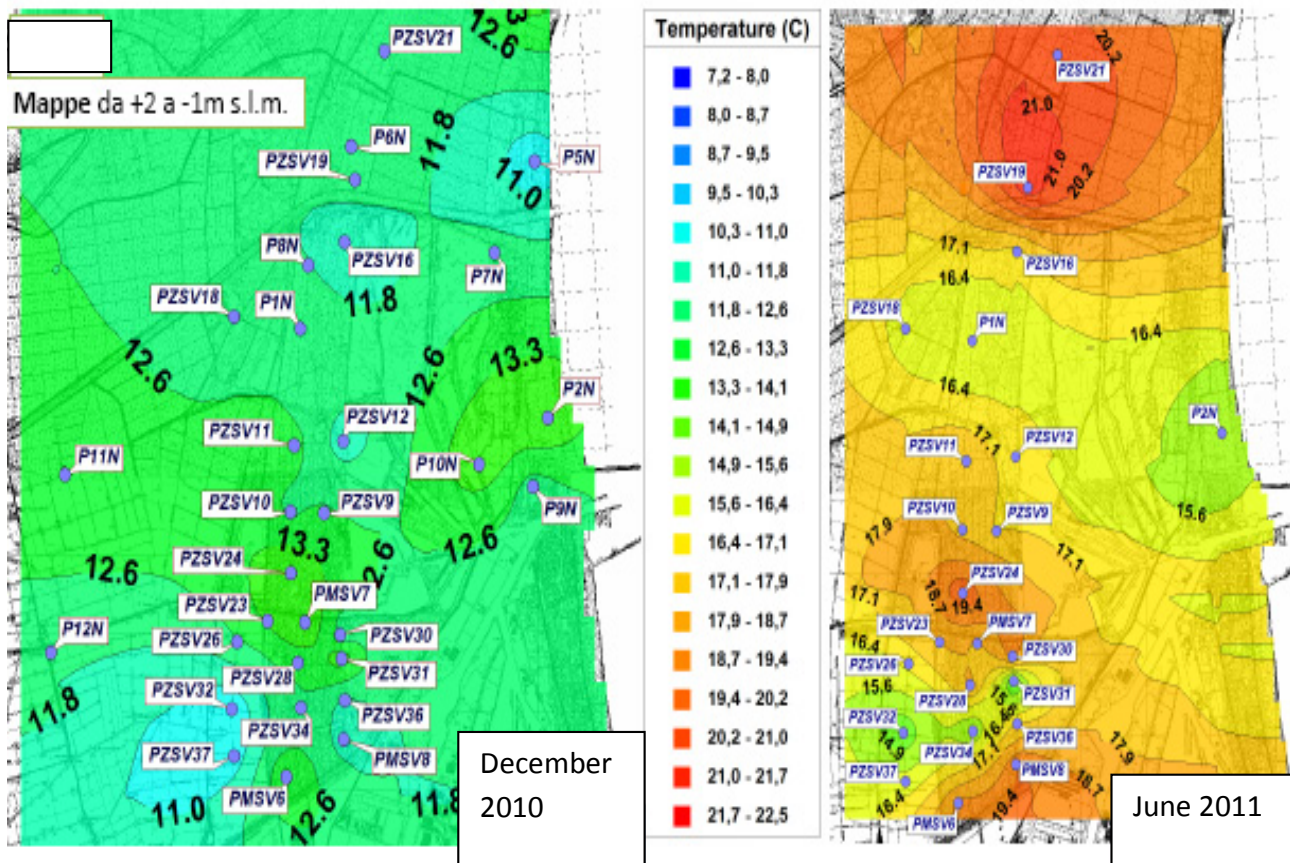 Mappe da +2 a -1m s.l.m.
12.6
PZSV21
P6N
PZSV19
11.8
P5N
11.0
P8N
PZSV16
P7N
11.8
PZSV18
P1N
12.6
12.6
13.3
P2N
PZSV12
PZSV11
P11N
P10N
P9N
PZSV10
PZSV9
13.3
12.6
12.6
PZSV24
2.6
PMSV7
PZSV23
PZSV30
PZSV26
P12N
PZSV31
PZSV28
PZSV32
11.8
PZSV36
PZSV34
PZSV37
PMSV8
PMSV6
11.0
12.6
11.8
December
2010
Temperature (C)
7,2 - 8,0
8,0 - 8,7
8,7 - 9,5
9,5 - 10,3
10,3 - 11,0
11,0 - 11,8
11,8 - 12,6
12,6 - 13,3
13,3 - 14,1
14,1 - 14,9
14,9 - 15,6
15,6 - 16,4
16,4 - 17,1
17,1 - 17,9
17,9 - 18,7
18,7 - 19,4
19,4 - 20,2
20,2 - 21,0
21,0 - 21,7
21,7 - 22,5
20.2
PZSV21
21.0
21.0
PZSV19
20.2
17.1
PZSV16
16.4
PZSV18
P1N
16.4
16.4
P2N
PZSV11
17.1
PZSV12
PZSV10
PZSV9
15.6
17.9
17.1
PZSV24
18.7
19.4
17.1
PZSV23
PMSV7
16.4
PZSV30
PZSV26
15.6
PZSV28
PZSV31
PZSV32
16.4
14.9
PZSV34
PZSV36
17.1
PMSV8
17.9
PZSV37
18.7
16.4
19.4
PMSV6
June 2011